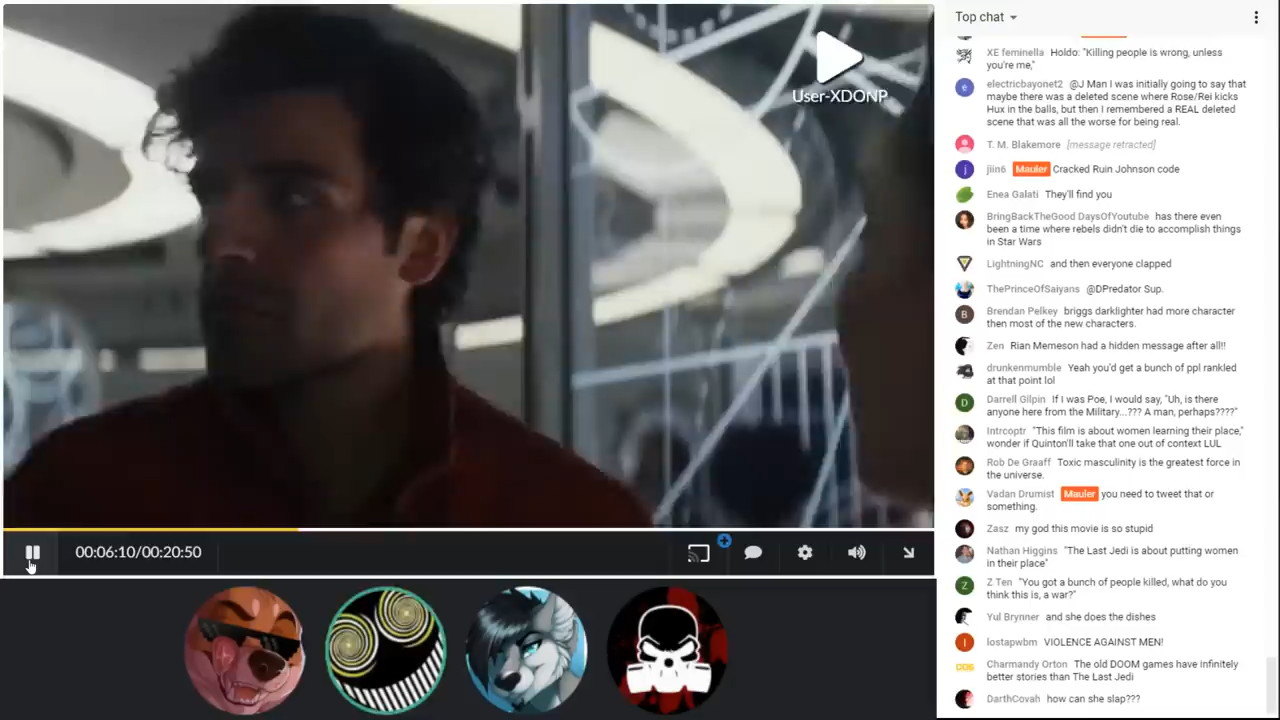 Top chat
User-XDONP
XE feminella Holdo: "Killing people is wrong, unless
you're me,"
electricbayonet2 @J Man I was initially going to say that
maybe there was a deleted scene where Rose/Rei kicks
Hux in the balls, but then I remembered a REAL deleted
scene that was all the worse for being real.
T. M. Blakemore [message retracted]
jiin6 Mauler Cracked Ruin Johnson code
Enea Galati They'll find you
BringBackTheGood DaysOfYoutube has there even
been a time where rebels didn't die to accomplish things
in Star Wars
LightningNC and then everyone clapped
ThePrinceOfSaiyans @DPredator Sup.
Brendan Pelkey briggs darklighter had more character
then most of the new characters.
Zen Rian Memeson had a hidden message after all!!
drunkenmumble Yeah you'd get a bunch of ppl rankled
at that point lol
Darrell Gilpin If I was Poe, I would say, "Uh, is there
anyone here from the Military...??? A man, perhaps????"
Intrcoptr "This film is about women learning their place,"
wonder if Quinton'll take that one out of context LUL
Rob De Graaff Toxic masculinity is the greatest force in
the universe.
Vadan Drumist Mauler you need to tweet that or
something.
Zasz my god this movie is so stupid
Nathan Higgins "The Last Jedi is about putting women
in their place"
Z Ten "You got a bunch of people killed, what do you
think this is, a war?"
Yul Brynner and she does the dishes
lostapwbm VIOLENCE AGAINST MEN!
Charmandy Orton The old DOOM games have infinitely
better stories than The Last Jedi
DarthCovah how can she slap???
00:06:10/00:20:50